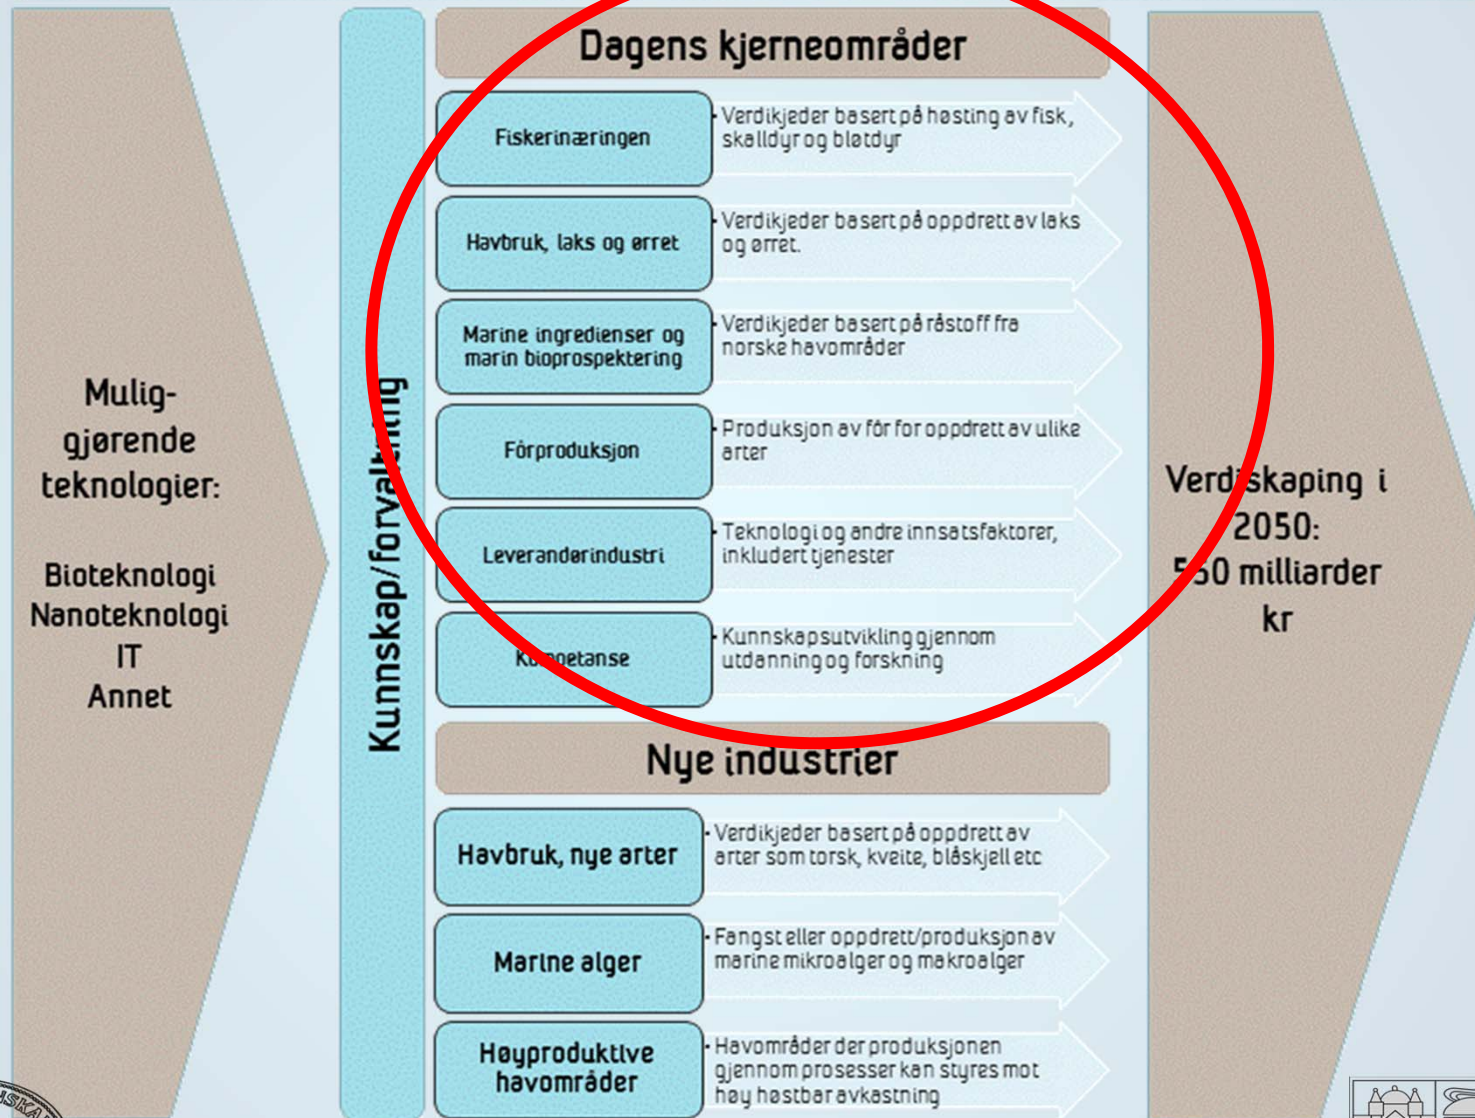 Mulig-
gjørende
teknologier:
Bioteknologi
Nanoteknologi
IT
Annet
Kunnskap/forvaltning
Dagens kjerneområder
Fiskerinæringen
· Verdikjeder basert på høsting av fisk,
skalldyr og bløtdyr
Havbruk, laks og ørret
· Verdikjeder basert på oppdrett av laks
og ørret.
Marine ingredienser og
marin bioprospektering
· Verdikjeder basert på råstoff fra
norske havområder
Fôrproduksjon
· Produksjon av fôr for oppdrett av ulike
arter
Leverandørindustri
· Teknologi og andre innsatsfaktorer,
inkludert tjenester
Kompetanse
· Kunnskapsutvikling gjennom
utdanning og forskning
Nye industrier
Havbruk, nye arter
· Verdikjeder basert på oppdrett av
arter som torsk, kveite, blåskjell etc
Marine alger
· Fangst eller oppdrett/produksjon av
marine mikroalger og makroalger
Høyproduktive
havområder
· Havområder der produksjonen
gjennom prosesser kan styres mot
høy høstbar avkastning
Verdiskaping i
2050:
550 milliarder
kr